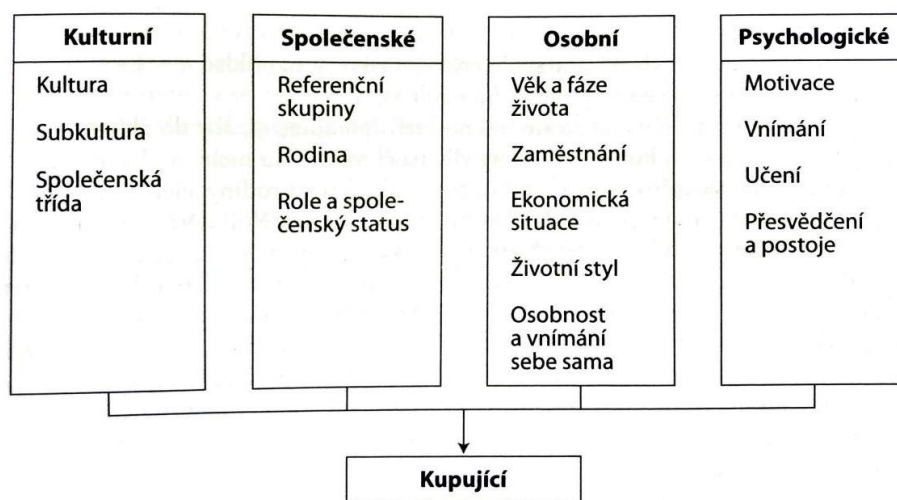 Kulturní
Kultura
Subkultura
Společenská
třída
Společenské
Referenční
skupiny
Rodina
Role a spole-
čenský status
Osobní
Věk a fáze
života
Zaměstnání
Ekonomická
situace
Životní styl
Osobnost
a vnímání
sebe sama
Psychologické
Motivace
Vnímání
Učení
Přesvědčení
a postoje
Kupující